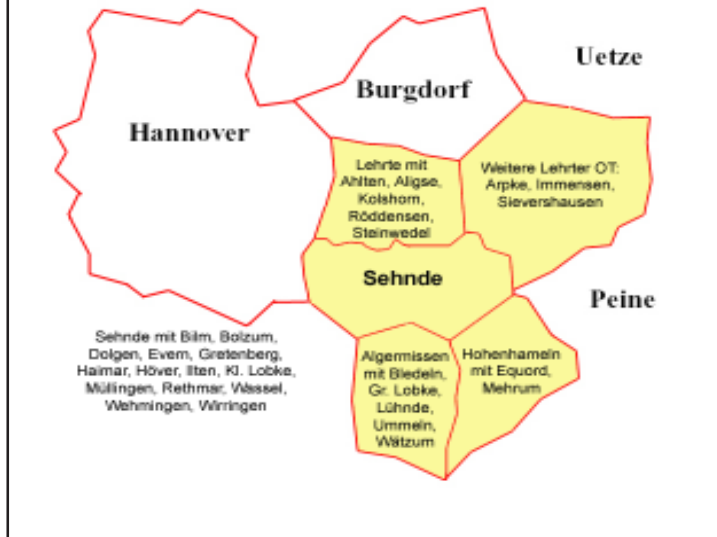 Uetze
Burgdorf
Hannover
Lehrte mit
Ahlten, Aligse,
Kolshorn,
Röddensen,
Steinwedel
Weitere Lehrter OT:
Arpke, Immensen,
Sievershausen
Sehnde
Peine
Sehnde mit Bilm, Bolzum,
Dolgen, Evern, Gretenberg,
Haimar, Höver, Ilten, Kl. Lobke,
Müllingen, Rethmar, Wassel,
Wehmingen, Wirringen
Algermissen
mit Bledeln,
Gr. Lobke,
Lühnde,
Ummeln,
Wätzum
Hohenhameln
mit Equord,
Mehrum